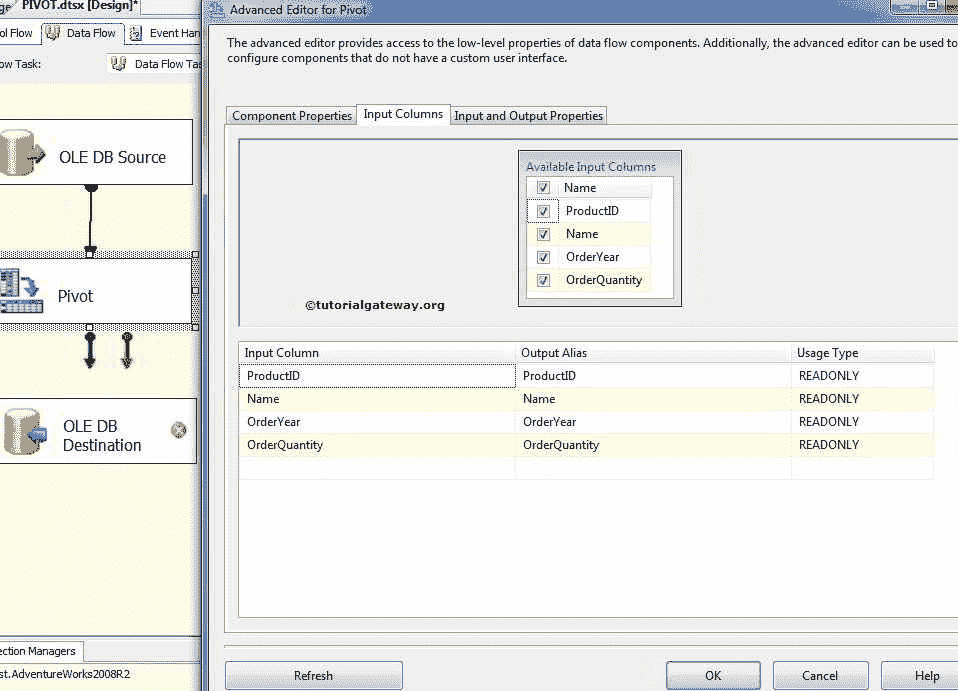 PIVOT.dtsx [Design]*
Advanced Editor for Pivot
ol Flow
Data Flow
Event Han
ow Task:
Data Flow Tas
The advanced editor provides access to the low-level properties of data flow components. Additionally, the advanced editor can be used to
configure components that do not have a custom user interface.
Component Properties
Input Columns
Input and Output Properties
OLE DB Source
Pivot
OLE DB
Destination
Available Input Columns
Name
ProductID
Name
OrderYear
OrderQuantity
©tutorialgateway.org
Input Column Output Alias Usage Type
ProductID ProductID READONLY
Name Name READONLY
OrderYear OrderYear READONLY
OrderQuantity OrderQuantity READONLY
ection Managers
st.AdventureWorks2008R2
Refresh
OK
Cancel
Help